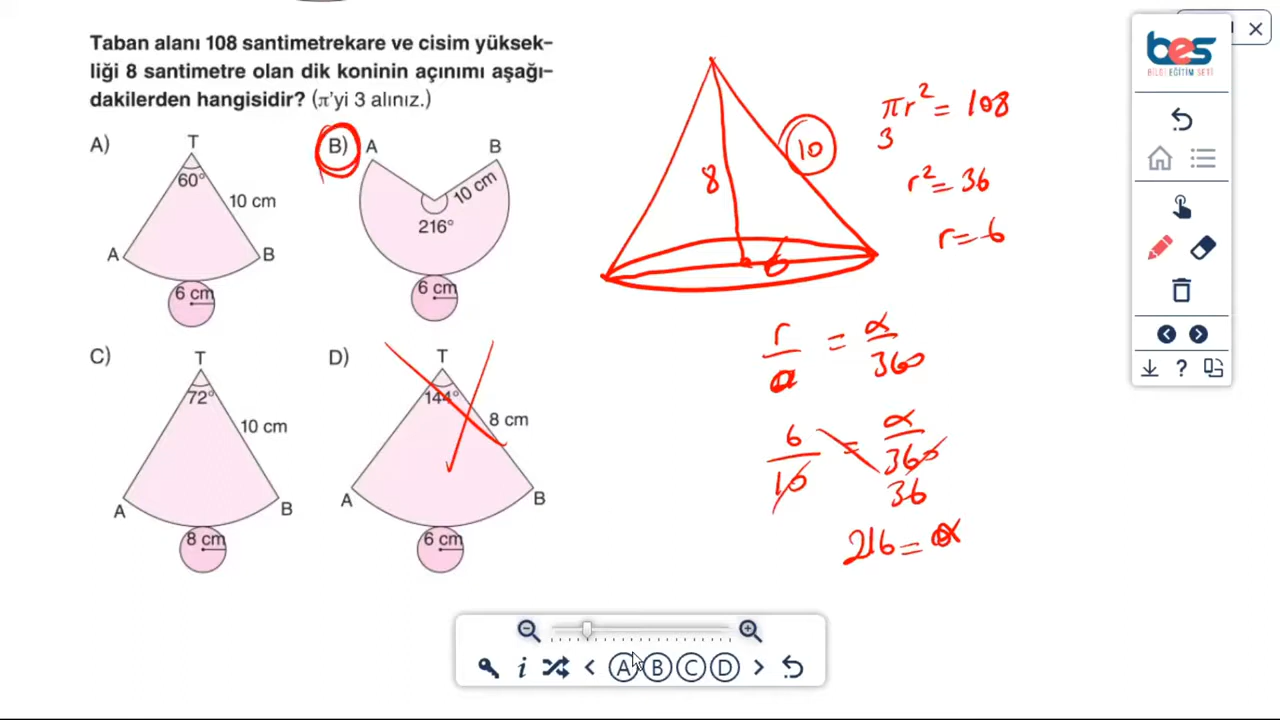 Taban alanı 108 santimetrekare ve cisim yüksek-
liği 8 santimetre olan dik koninin açınımı aşağı-
dakilerden hangisidir? (π'yi 3 alınız.)
A)
T
60°
10 cm
A
B
6 cm
B)
A
B
10 cm
216°
6 cm
C)
T
72°
10 cm
A
B
8 cm
D)
T
144°
8 cm
A
B
6 cm
8
10
6
πr² = 108
3
r² = 36
r = 6
r/a = α/360
6/10 = α/360
36
216 = α
bes
BİLGİ EĞİTİM SETİ
?
i
A B C D